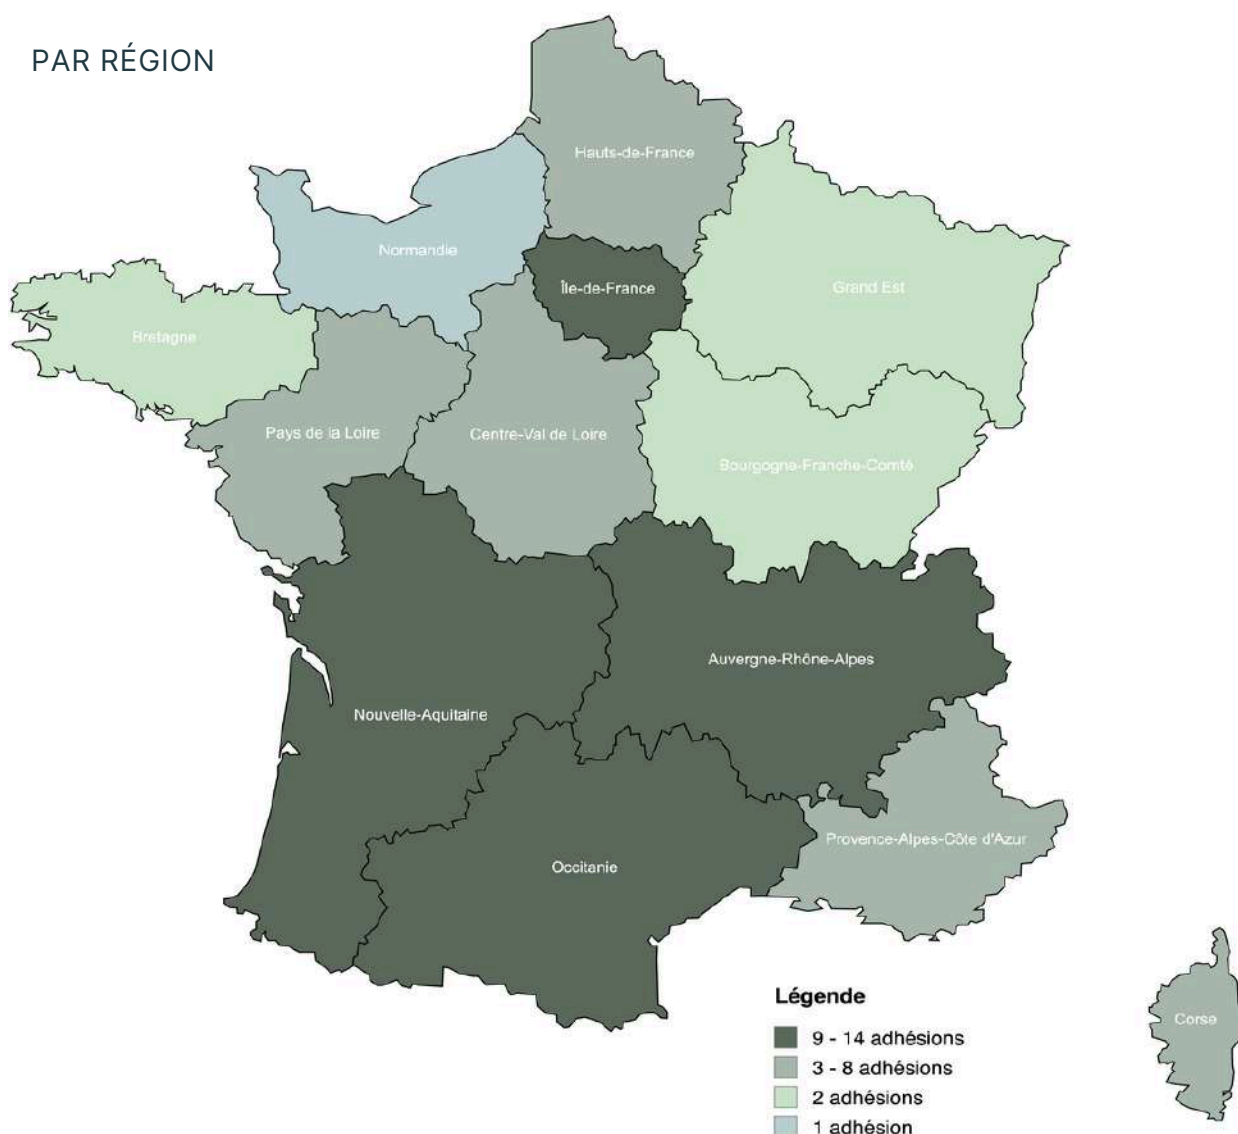 PAR RÉGION
Hauts-de-France
Normandie
Île-de-France
Grand Est
Bretagne
Pays de la Loire
Centre-Val de Loire
Bourgogne-Franche-Comté
Auvergne-Rhône-Alpes
Nouvelle-Aquitaine
Provence-Alpes-Côte d'Azur
Occitanie
Corse
Légende
9 - 14 adhésions
3 - 8 adhésions
2 adhésions
1 adhésion